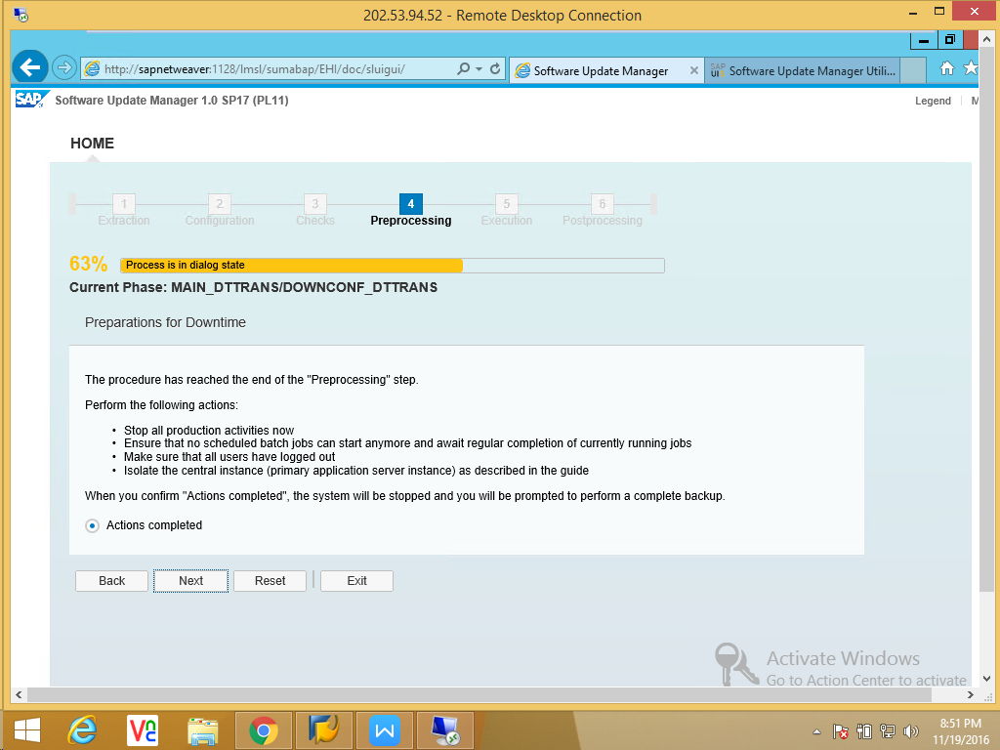 202.53.94.52 - Remote Desktop Connection
http://sapnetweaver:1128/lmsl/sumabap/EHI/doc/sluigui/
Software Update Manager
SAP UI Software Update Manager Utili...
SAP Software Update Manager 1.0 SP17 (PL11)
Legend
M
HOME
1 2 3 4 5 6
Extraction Configuration Checks Preprocessing Execution Postprocessing
63% Process is in dialog state
Current Phase: MAIN_DTTRANS/DOWNCONF_DTTRANS
Preparations for Downtime
The procedure has reached the end of the "Preprocessing" step.
Perform the following actions:
• Stop all production activities now
• Ensure that no scheduled batch jobs can start anymore and await regular completion of currently running jobs
• Make sure that all users have logged out
• Isolate the central instance (primary application server instance) as described in the guide
When you confirm "Actions completed", the system will be stopped and you will be prompted to perform a complete backup.
Actions completed
Back Next Reset Exit
Activate Windows
Go to Action Center to activate
8:51 PM
11/19/2016